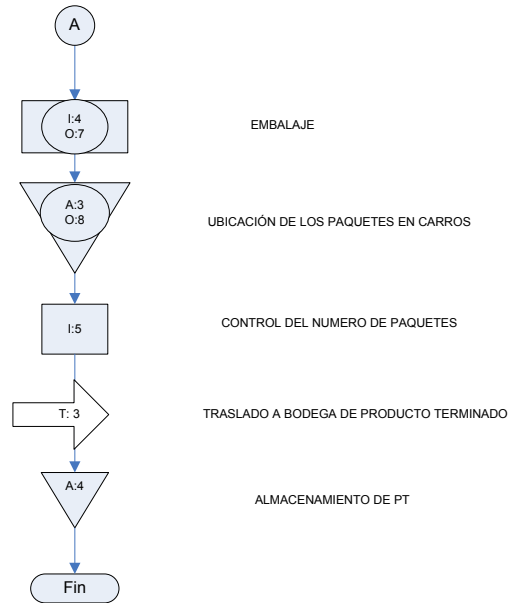 A
I:4
O:7
EMBALAJE
A:3
O:8
UBICACIÓN DE LOS PAQUETES EN CARROS
I:5
CONTROL DEL NUMERO DE PAQUETES
T: 3
TRASLADO A BODEGA DE PRODUCTO TERMINADO
A:4
ALMACENAMIENTO DE PT
Fin